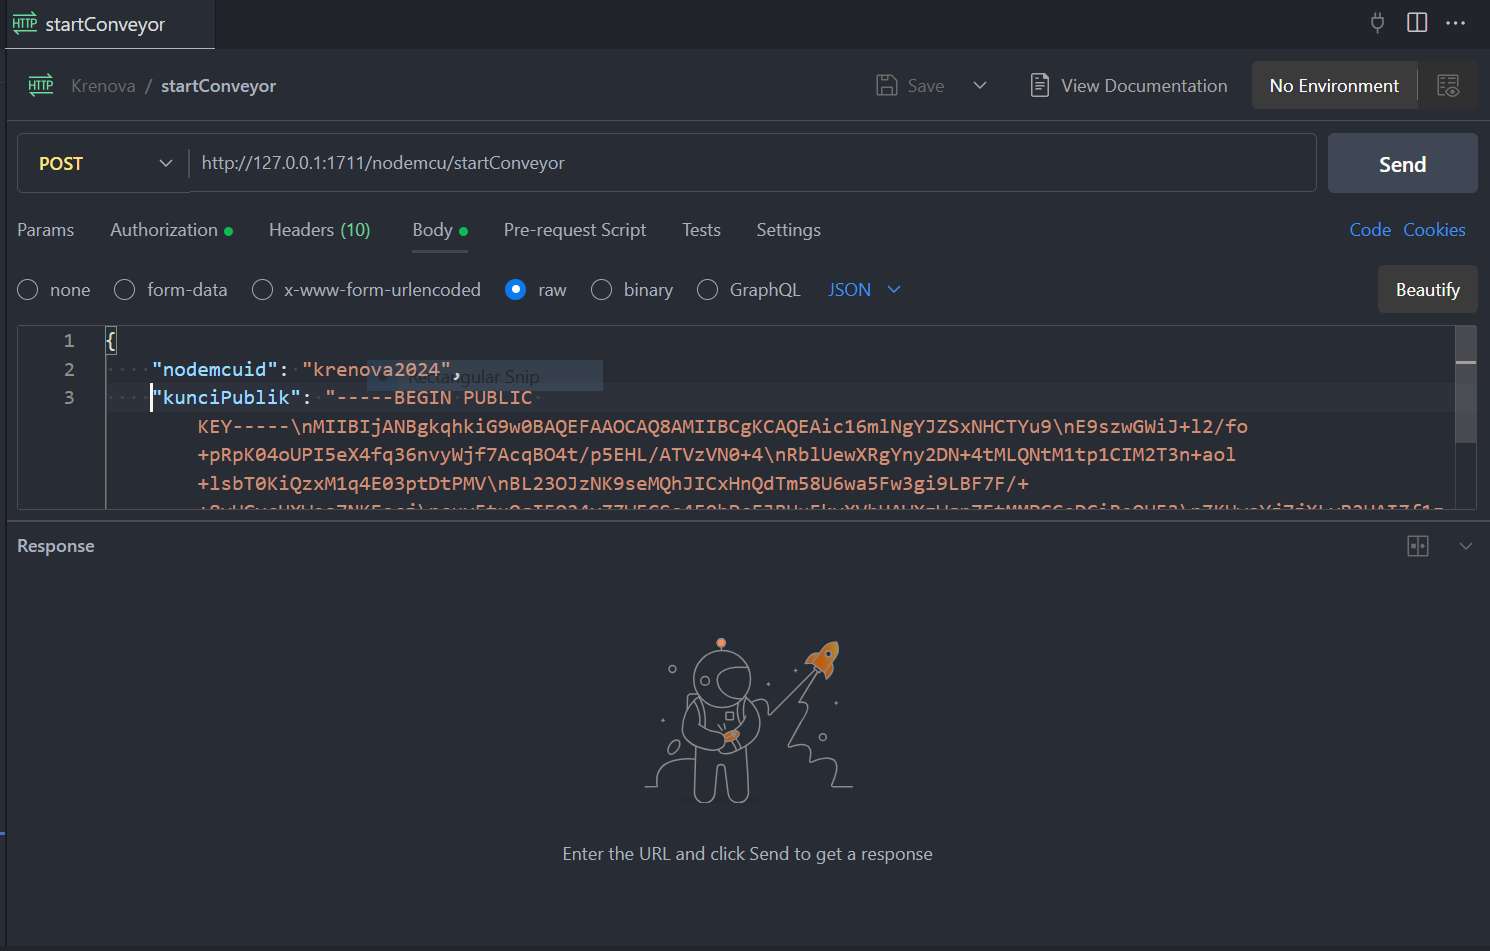 HTTP startConveyor
HTTP Krenova / startConveyor Save View Documentation No Environment
POST http://127.0.0.1:1711/nodemcu/startConveyor Send
Params Authorization Headers (10) Body Pre-request Script Tests Settings Code Cookies
none form-data x-www-form-urlencoded raw binary GraphQL JSON Beautify
1 {
2 "nodemcuid": "krenova2024",
Rectangular Snip
3 "kunciPublik": "-----BEGIN PUBLIC
KEY-----\nMIIBIjANBgkqhkiG9w0BAQEFAAOCAQ8AMIIBCgKCAQEAic16mlNgYJZSxNHCTYu9\nE9szwGWiJ+l2/fo
+pRpK04oUPI5eX4fq36nvyWjf7AcqBO4t/p5EHL/ATVzVN0+4\nRblUewXRgYny2DN+4tMLQNtM1tp1CIM2T3n+aol
+lsbT0KiQzxM1q4E03ptDtPMV\nBL23OJzNK9seMQhJICxHnQdTm58U6wa5Fw3gi9LBF7F/+
Response
Enter the URL and click Send to get a response